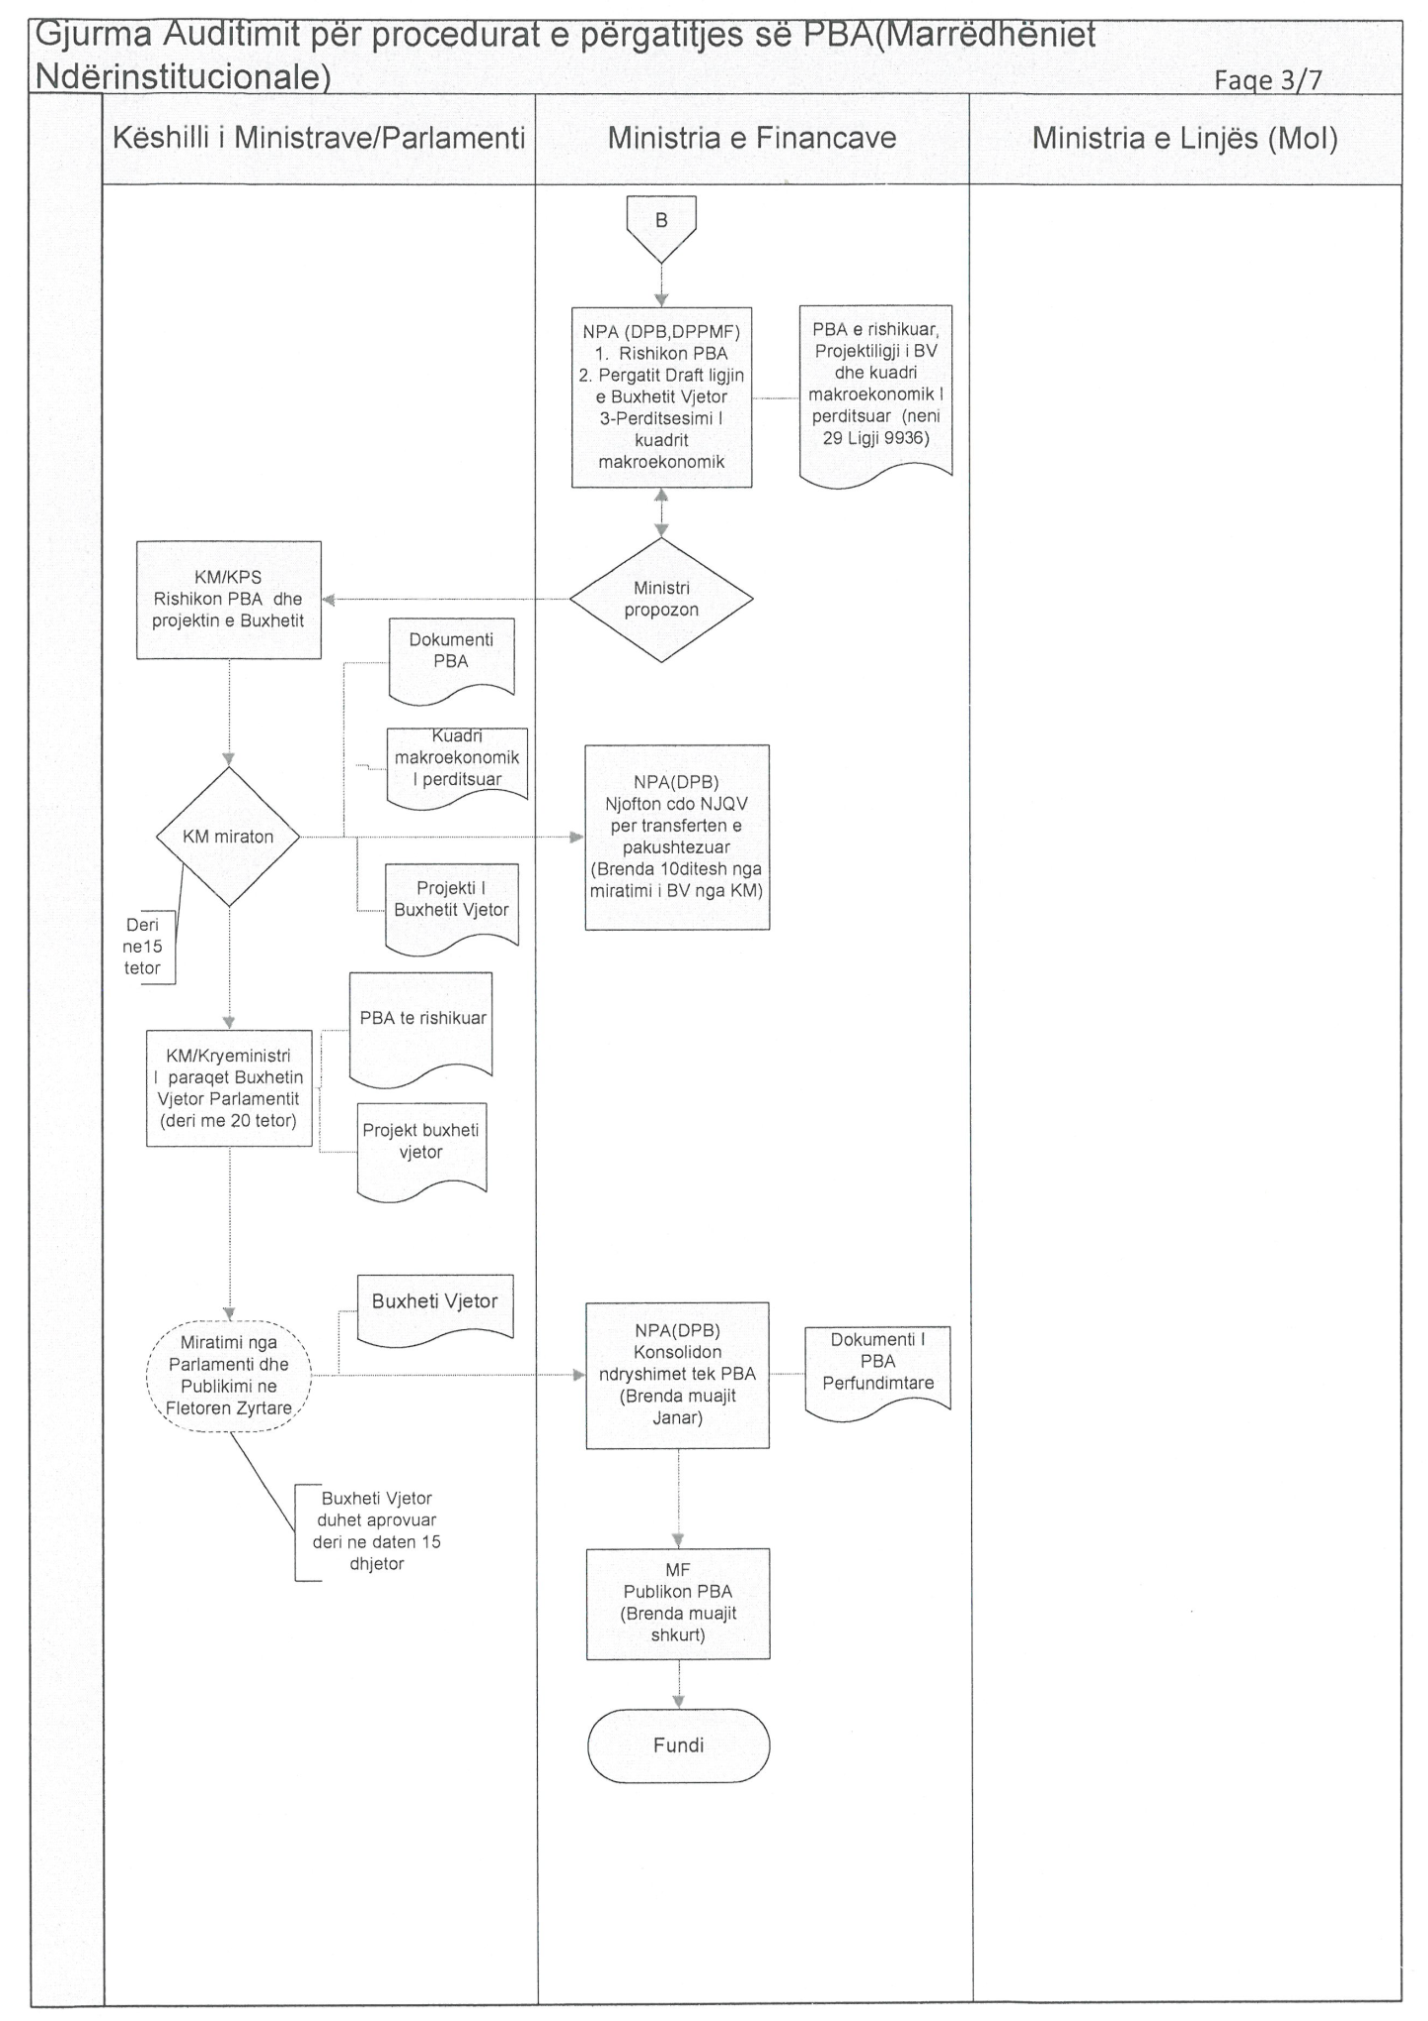 Gjurma Auditimit për procedurat e përgatitjes së PBA(Marrëdhëniet
Ndërinstitucionale)
Faqe 3/7
Këshilli i Ministrave/Parlamenti
Ministria e Financave
Ministria e Linjës (MoI)
B
NPA (DPB,DPPMF)
1. Rishikon PBA
2. Pergatit Draft ligjin
e Buxhetit Vjetor
3-Perditsesimi I
kuadrit
makroekonomik
PBA e rishikuar,
Projektiligji i BV
dhe kuadri
makroekonomik I
perditsuar (neni
29 Ligji 9936)
Ministri
propozon
KM/KPS
Rishikon PBA dhe
projektin e Buxhetit
Dokumenti
PBA
Kuadri
makroekonomik
I perditsuar
KM miraton
NPA(DPB)
Njofton cdo NJQV
per transferten e
pakushtezuar
(Brenda 10ditesh nga
miratimi i BV nga KM)
Projekti I
Buxhetit Vjetor
Deri
ne15
tetor
PBA te rishikuar
KM/Kryeministri
I paraqet Buxhetin
Vjetor Parlamentit
(deri me 20 tetor)
Projekt buxheti
vjetor
Buxheti Vjetor
Miratimi nga
Parlamenti dhe
Publikimi ne
Fletoren Zyrtare
NPA(DPB)
Konsolidon
ndryshimet tek PBA
(Brenda muajit
Janar)
Dokumenti I
PBA
Perfundimtare
Buxheti Vjetor
duhet aprovuar
deri ne daten 15
dhjetor
MF
Publikon PBA
(Brenda muajit
shkurt)
Fundi